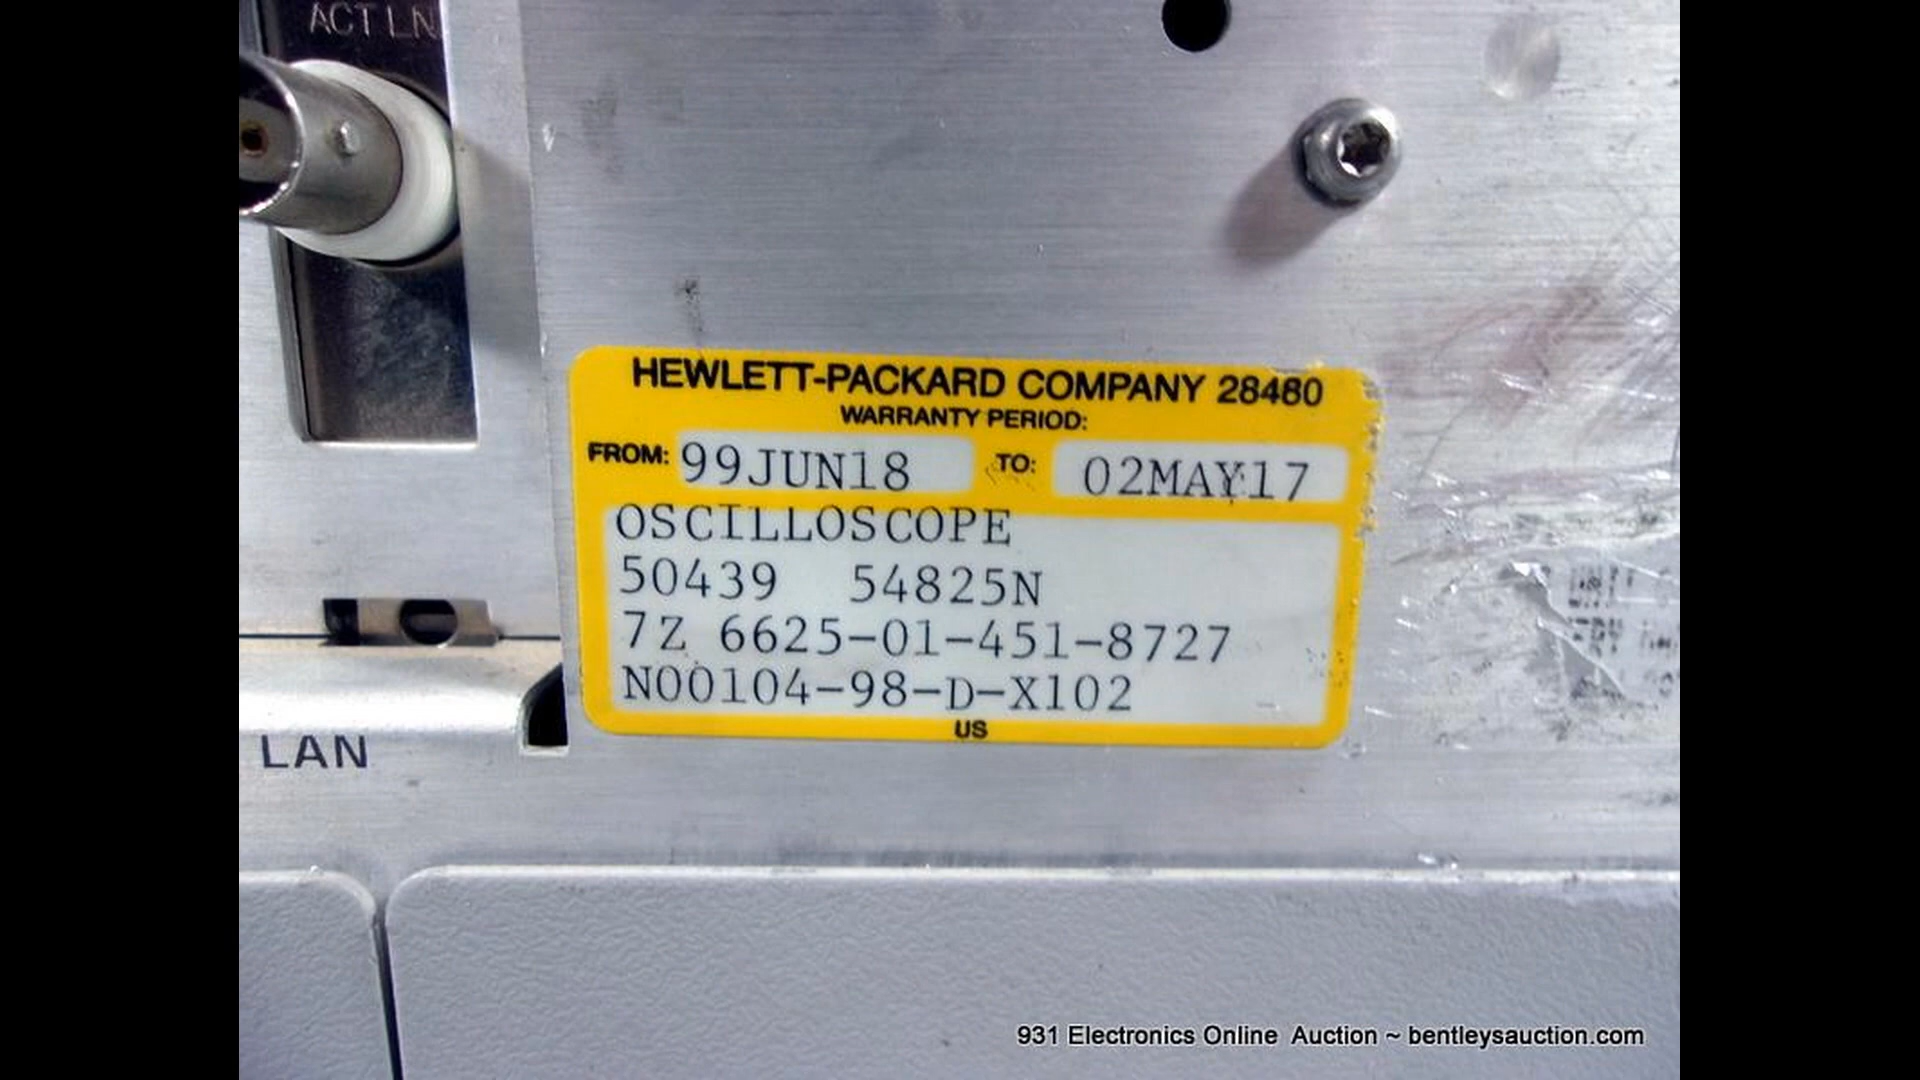 ACT LN
HEWLETT-PACKARD COMPANY 28480
WARRANTY PERIOD:
FROM: 99JUN18 TO: 02MAY17
OSCILLOSCOPE
50439 54825N
7Z 6625-01-451-8727
N00104-98-D-X102
US
LAN
931 Electronics Online Auction ~ bentleysauction.com